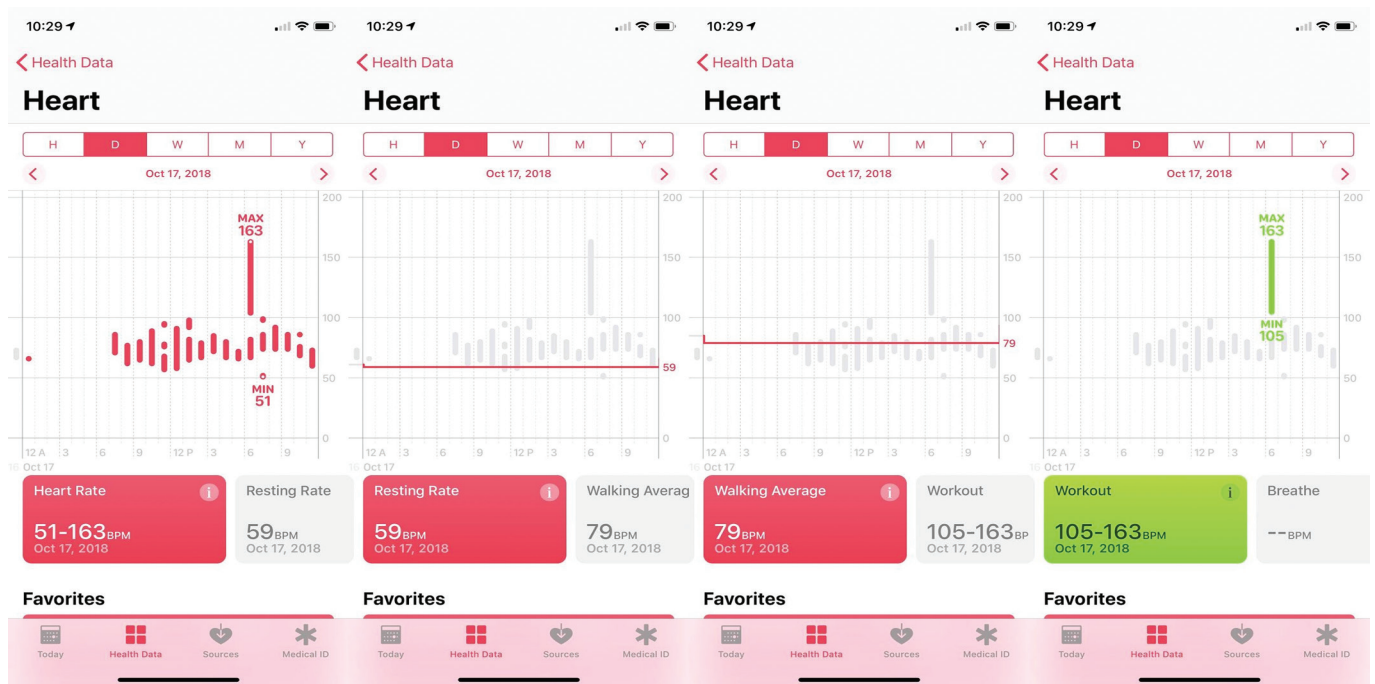 10:29
Health Data
Heart
H D W M Y
Oct 17, 2018
200
MAX
163
150
100
50
MIN
51
0
12 A 3 6 9 12 P 3 6 9
16 Oct 17
Heart Rate
51-163BPM
Oct 17, 2018
Resting Rate
59BPM
Oct 17, 2018
Favorites
Today Health Data Sources Medical ID
10:29
Health Data
Heart
H D W M Y
Oct 17, 2018
200
150
100
59
50
0
12 A 3 6 9 12 P 3 6 9
Oct 17
Resting Rate
59BPM
Oct 17, 2018
Walking Averag
79BPM
Oct 17, 2018
Favorites
Today Health Data Sources Medical ID
10:29
Health Data
Heart
H D W M Y
Oct 17, 2018
200
150
100
79
50
0
12 A 3 6 9 12 P 3 6 9
16 Oct 17
Walking Average
79BPM
Oct 17, 2018
Workout
105-163BP
Oct 17, 2018
Favorites
Today Health Data Sources Medical ID
10:29
Health Data
Heart
H D W M Y
Oct 17, 2018
200
MAX
163
150
100
MIN
105
50
0
12 A 3 6 9 12 P 3 6 9
16 Oct 17
Workout
105-163BPM
Oct 17, 2018
Breathe
--BPM
Favorites
Today Health Data Sources Medical ID